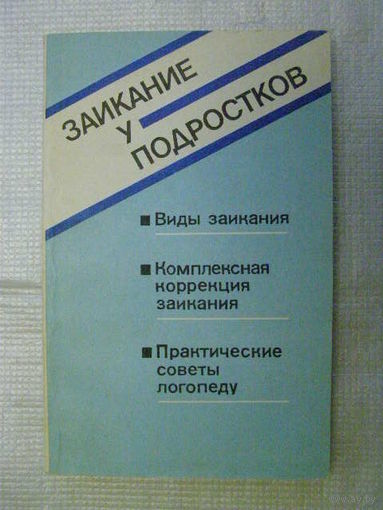 ЗАИКАНИЕ
У
ПОДРОСТКОВ
Виды заикания
Комплексная
коррекция
заикания
Практические
советы
логопеду